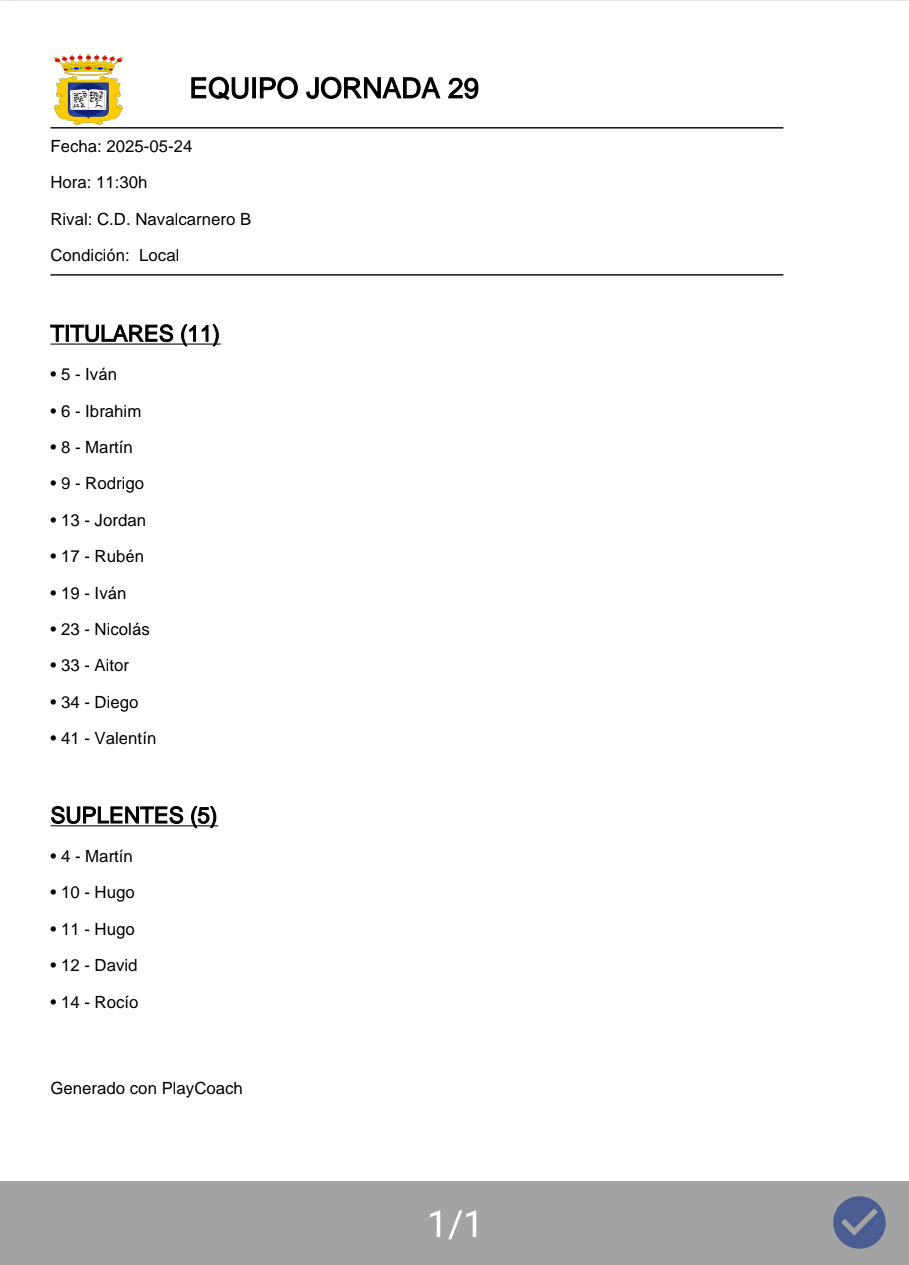 EQUIPO JORNADA 29
Fecha: 2025-05-24
Hora: 11:30h
Rival: C.D. Navalcarnero B
Condición:  Local
TITULARES (11)
• 5 - Iván
• 6 - Ibrahim
• 8 - Martín
• 9 - Rodrigo
• 13 - Jordan
• 17 - Rubén
• 19 - Iván
• 23 - Nicolás
• 33 - Aitor
• 34 - Diego
• 41 - Valentín
SUPLENTES (5)
• 4 - Martín
• 10 - Hugo
• 11 - Hugo
• 12 - David
• 14 - Rocío
Generado con PlayCoach
1/1